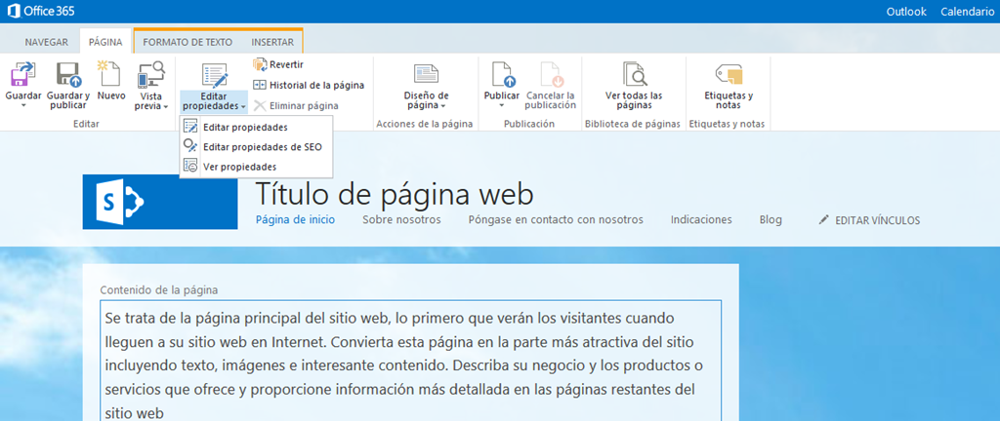 Office 365
Outlook Calendario
NAVEGAR PÁGINA FORMATO DE TEXTO INSERTAR
Guardar
Guardar y
publicar
Nuevo
Vista
previa
Editar
Editar
propiedades
Revertir
Historial de la página
Eliminar página
Editar propiedades
Editar propiedades de SEO
Ver propiedades
Diseño de
página
Acciones de la página
Publicar
Cancelar la
publicación
Publicación
Ver todas las
páginas
Biblioteca de páginas
Etiquetas y
notas
Etiquetas y notas
S
Título de página web
Página de inicio Sobre nosotros Póngase en contacto con nosotros Indicaciones Blog EDITAR VÍNCULOS
Contenido de la página
Se trata de la página principal del sitio web, lo primero que verán los visitantes cuando
lleguen a su sitio web en Internet. Convierta esta página en la parte más atractiva del sitio
incluyendo texto, imágenes e interesante contenido. Describa su negocio y los productos o
servicios que ofrece y proporcione información más detallada en las páginas restantes del
sitio web